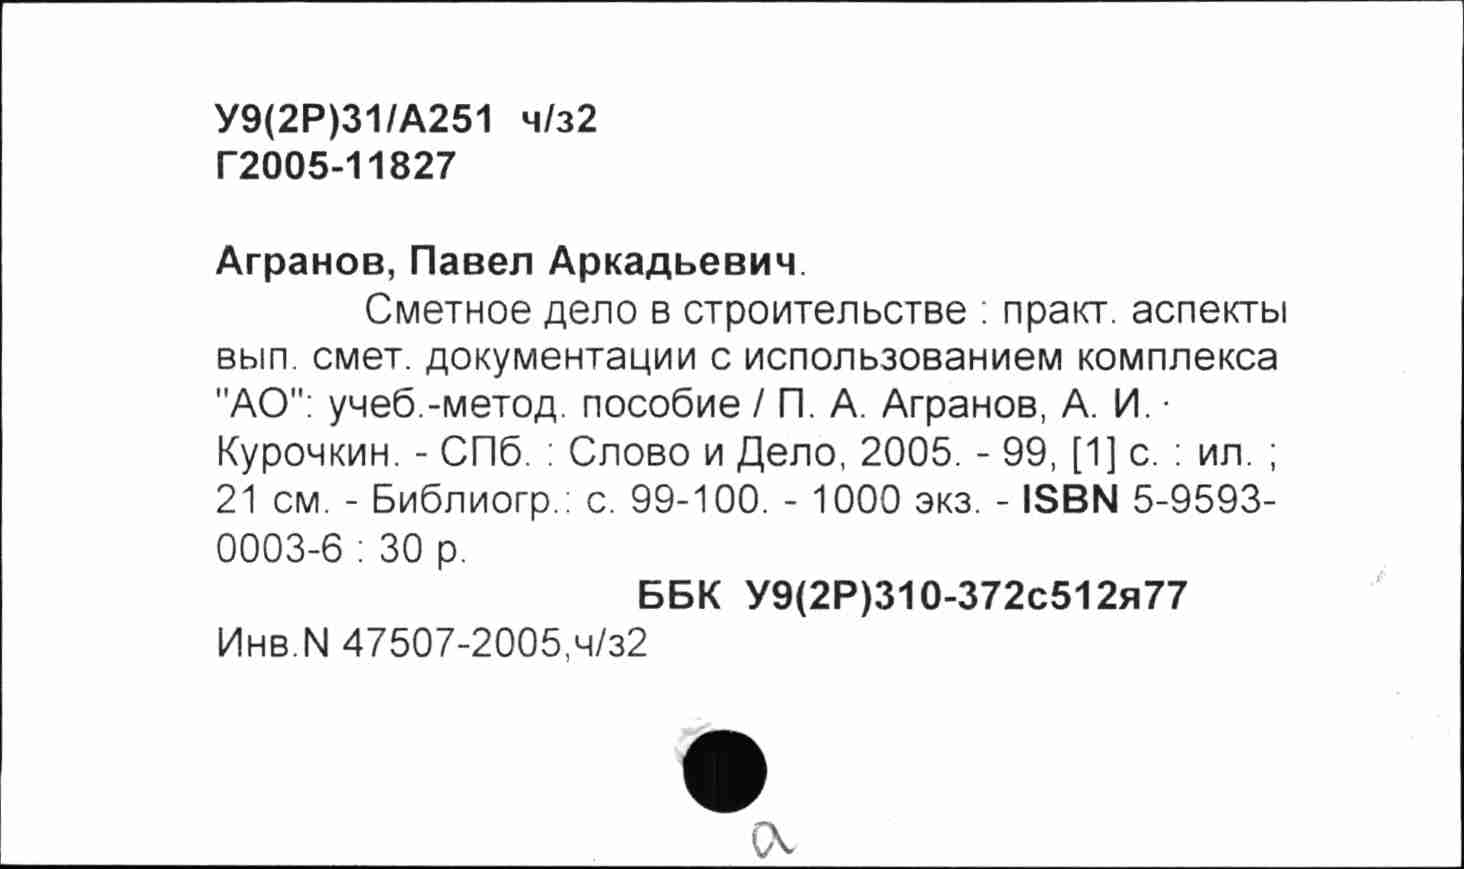 У9(2Р)31/А251 ч/з2
Г2005-11827
Агранов, Павел Аркадьевич.
Сметное дело в строительстве : практ. аспекты
вып. смет. документации с использованием комплекса
"АО": учеб.-метод. пособие / П. А. Агранов, А. И.
Курочкин. - СПб. : Слово и Дело, 2005. - 99, [1] с. : ил. ;
21 см. - Библиогр.: с. 99-100. - 1000 экз. - ISBN 5-9593-
0003-6 : 30 р.
ББК У9(2Р)310-372с512я77
Инв.N 47507-2005,ч/з2
а